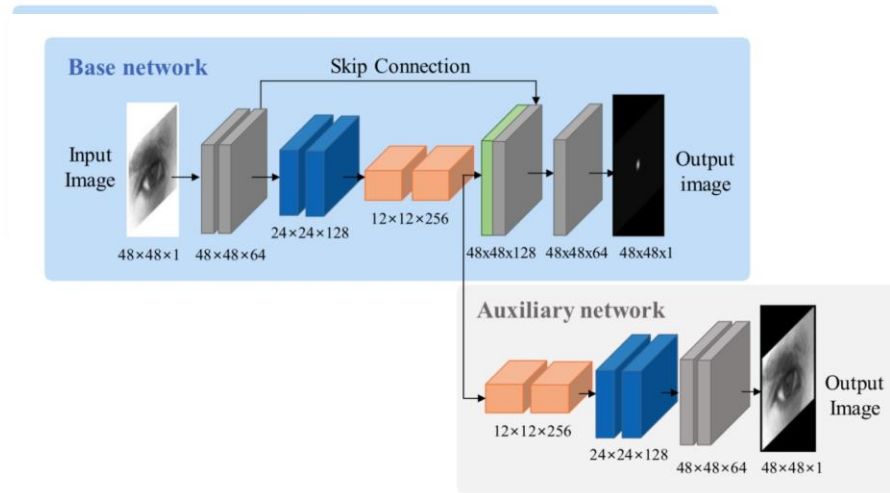 Base network
Skip Connection
Input
Image
Output
image
48×48×1
48×48×64
24×24×128
12×12×256
48x48x128
48x48x64
48x48x1
Auxiliary network
Output
Image
12×12×256
24×24×128
48×48×64
48×48×1